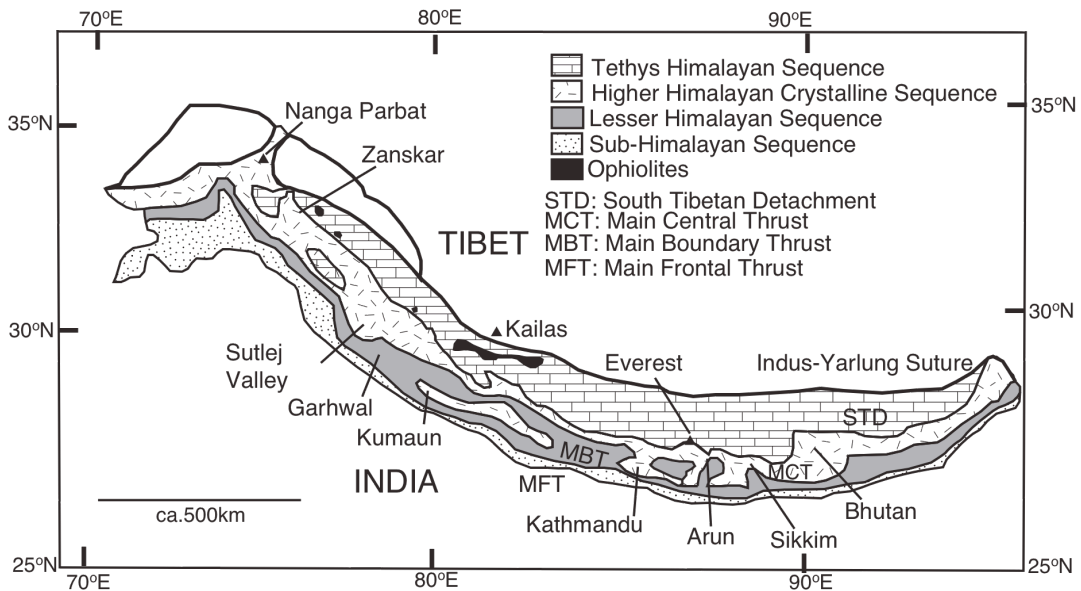 70°E
80°E
90°E
Tethys Himalayan Sequence
Higher Himalayan Crystalline Sequence
35°N
Nanga Parbat
Lesser Himalayan Sequence
35°N
Sub-Himalayan Sequence
Zanskar
Ophiolites
STD: South Tibetan Detachment
MCT: Main Central Thrust
TIBET
MBT: Main Boundary Thrust
MFT: Main Frontal Thrust
30°N
30°N
Kailas
Sutlej
Valley
Everest
Indus-Yarlung Suture
Garhwal
STD
Kumaun
MBT
MCT
INDIA
MFT
ca.500km
Kathmandu
Bhutan
Arun
Sikkim
25°N
25°N
70°E
80°E
90°E